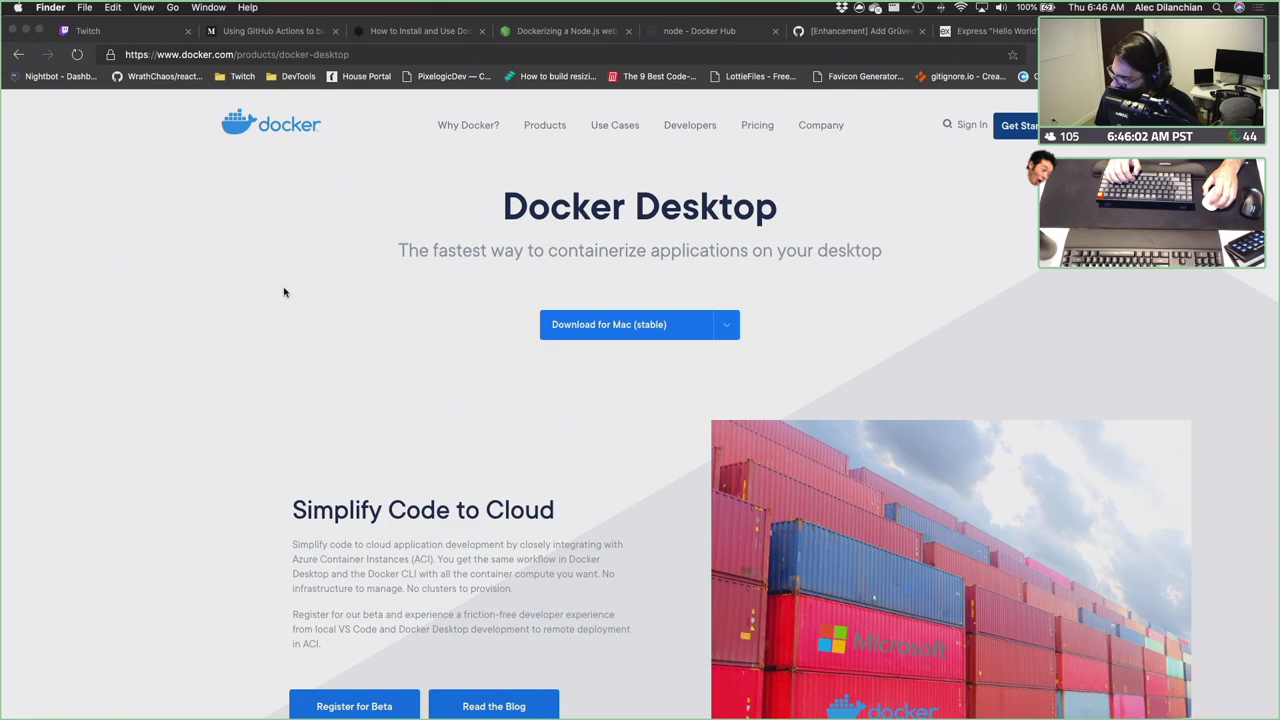 Finder File Edit View Go Window Help
100% Thu 6:46 AM Alec Dilanchian
Twitch
Using GitHub Actions to bu
How to Install and Use Doc
Dockerizing a Node.js web
node - Docker Hub
[Enhancement] Add Grüve
Express "Hello World"
https://www.docker.com/products/docker-desktop
Nightbot - Dashb...
WrathChaos/react...
Twitch
DevTools
House Portal
PixelogicDev — C...
How to build resizi...
The 9 Best Code-...
LottieFiles - Free...
Favicon Generator...
gitignore.io - Crea...
105 6:46:02 AM PST 44
docker
Why Docker? Products Use Cases Developers Pricing Company
Sign In
Get Star
Docker Desktop
The fastest way to containerize applications on your desktop
Download for Mac (stable)
Simplify Code to Cloud
Simplify code to cloud application development by closely integrating with
Azure Container Instances (ACI). You get the same workflow in Docker
Desktop and the Docker CLI with all the container compute you want. No
infrastructure to manage. No clusters to provision.
Register for our beta and experience a friction-free developer experience
from local VS Code and Docker Desktop development to remote deployment
in ACI.
Register for Beta
Read the Blog
Microsoft
docker